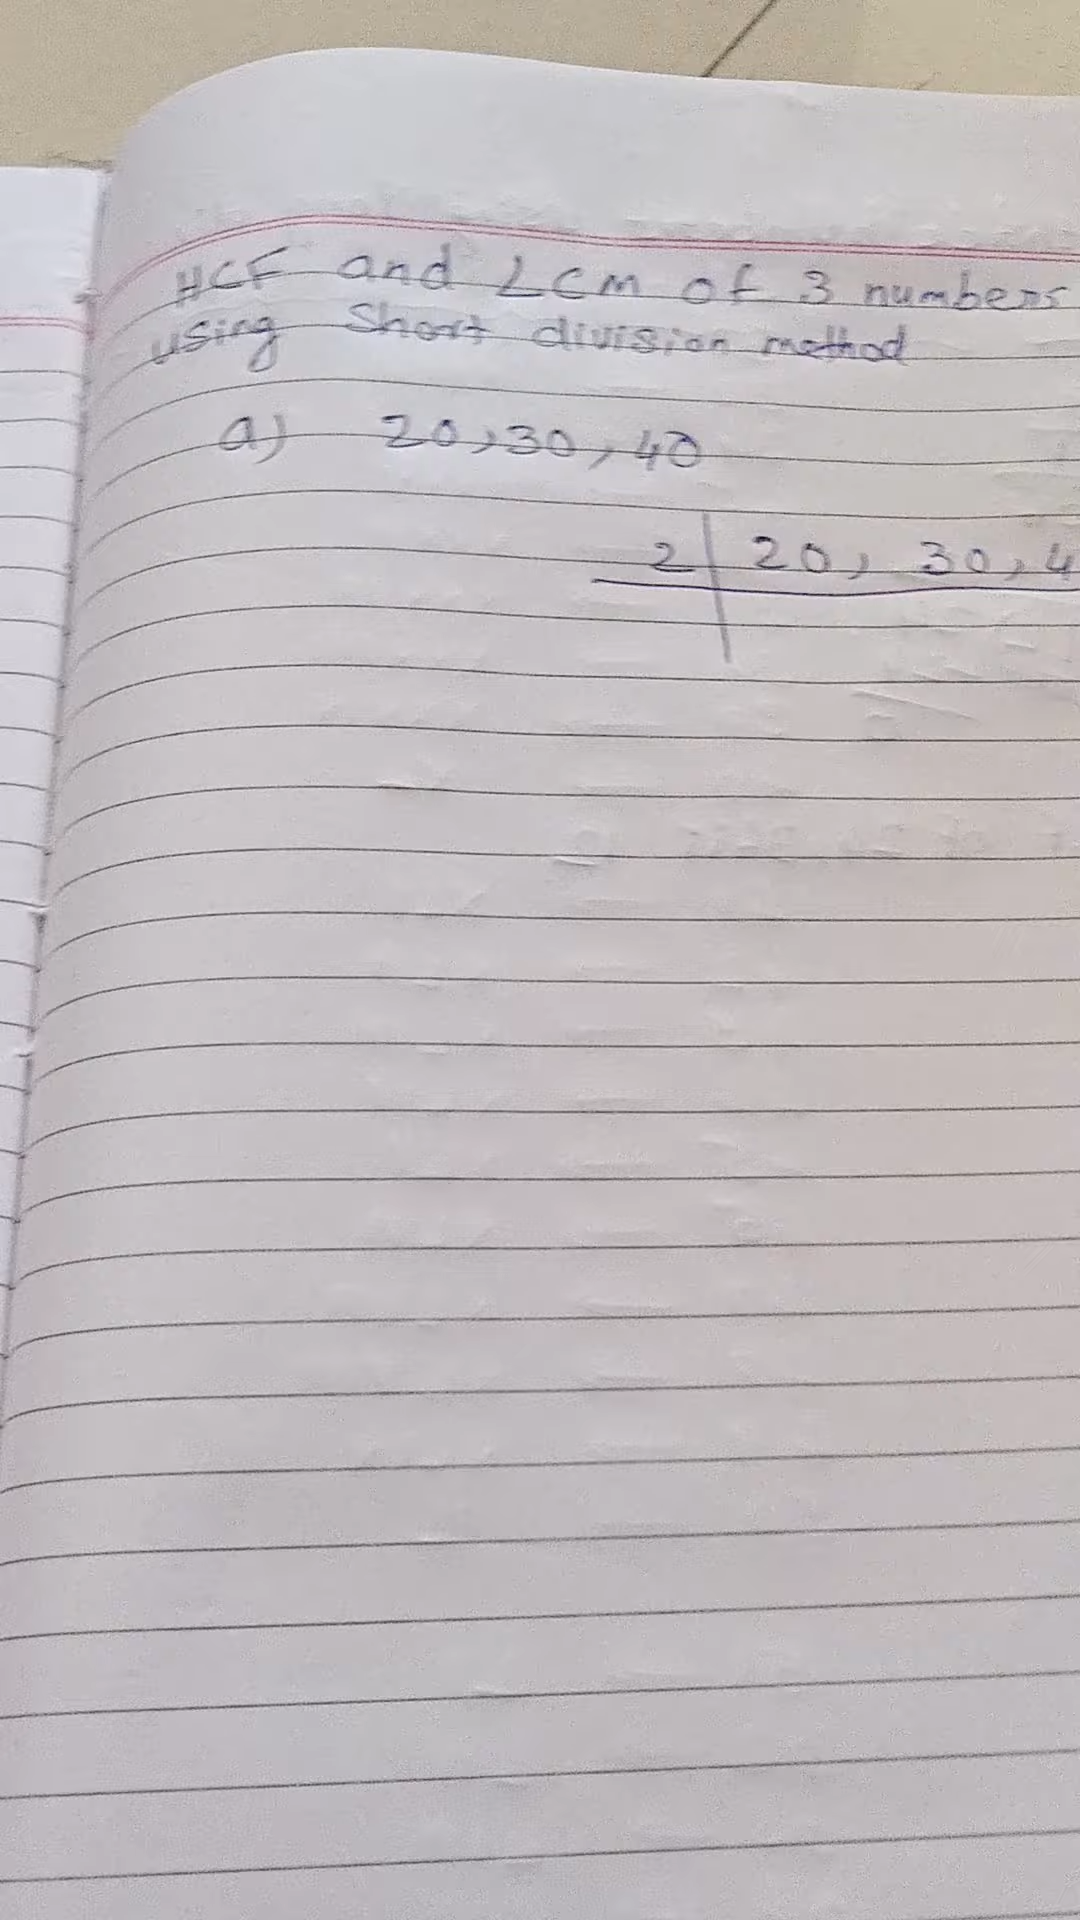 HCF and LCM of 3 numbers
using Short division method
a) 20, 30, 40
2 | 20, 30, 4